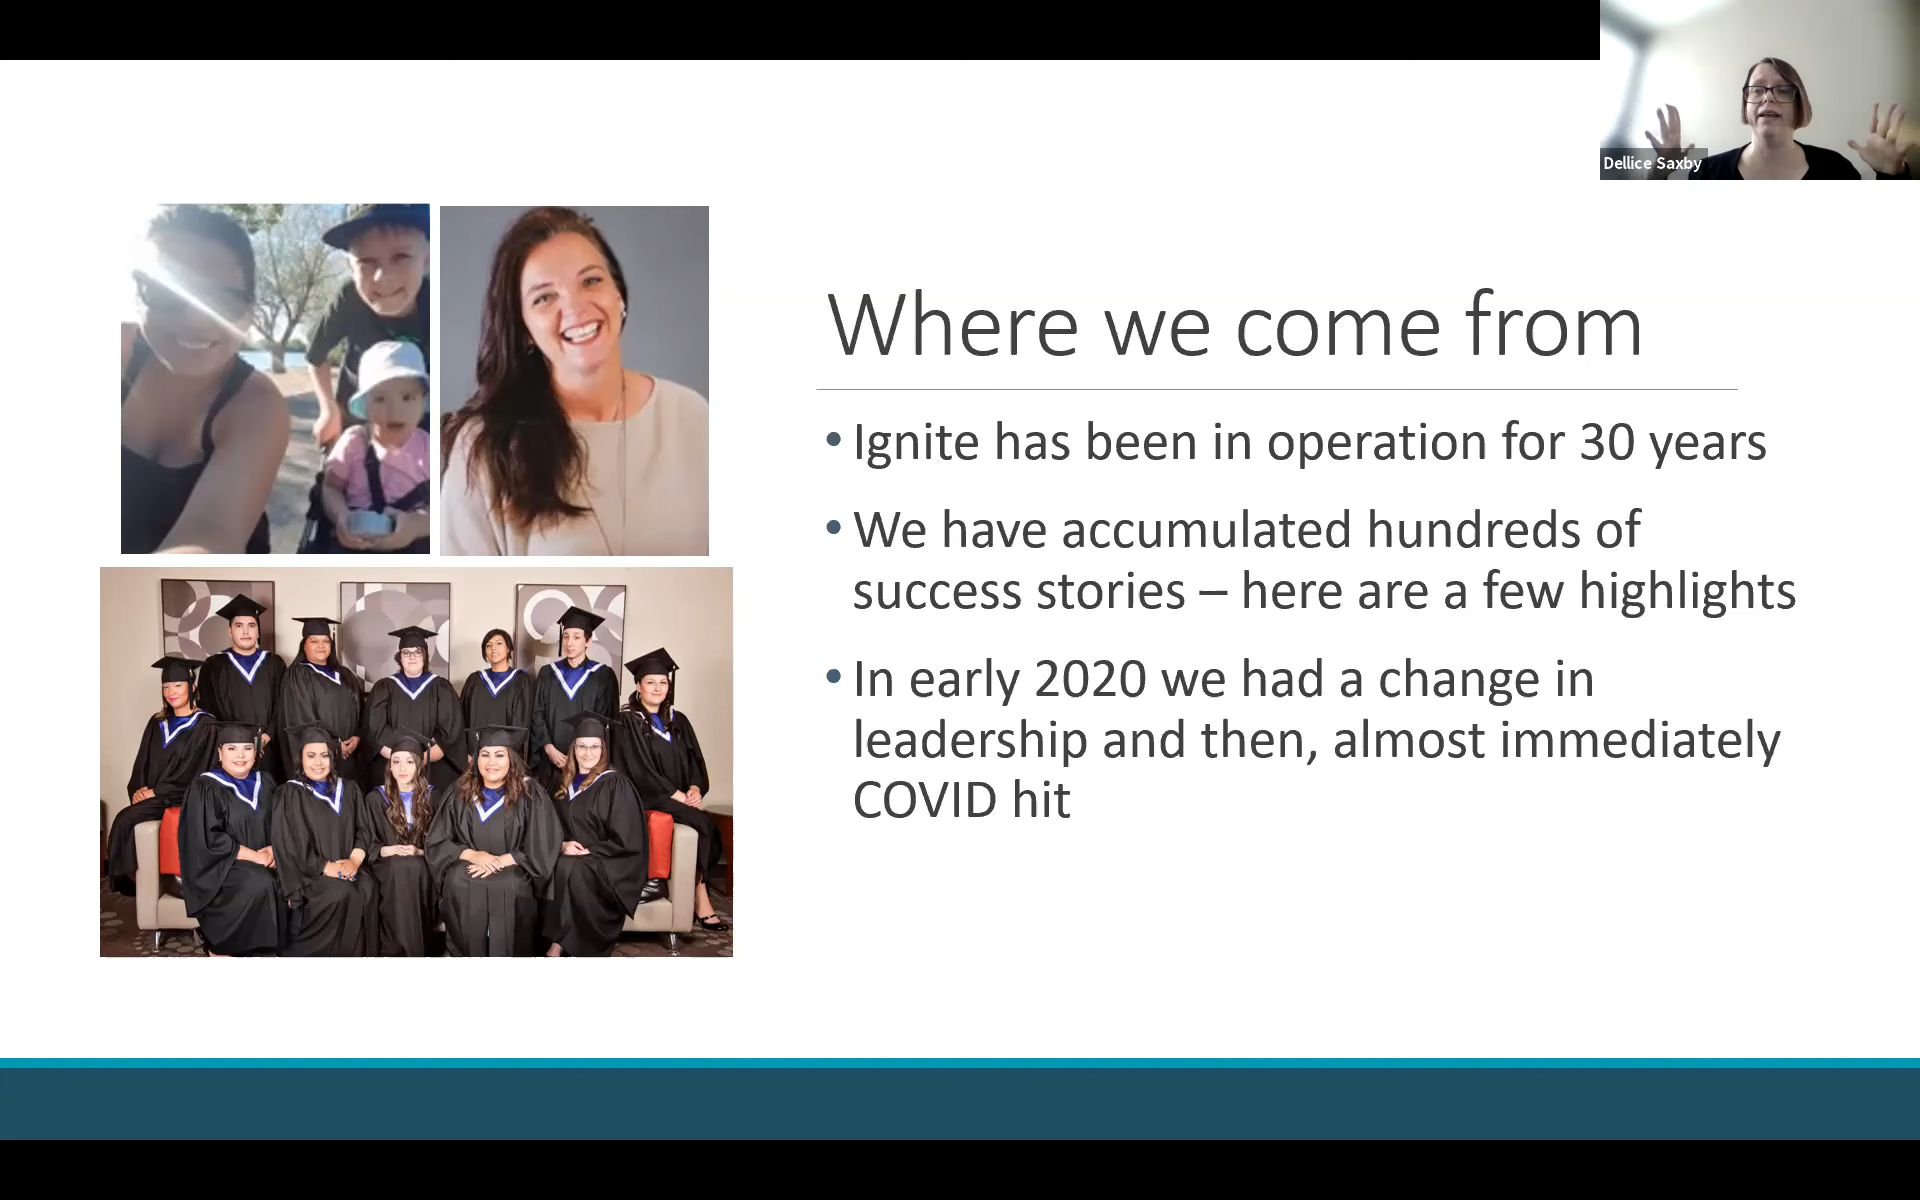 Dellice Saxby
Where we come from
• Ignite has been in operation for 30 years
• We have accumulated hundreds of
success stories – here are a few highlights
• In early 2020 we had a change in
leadership and then, almost immediately
COVID hit